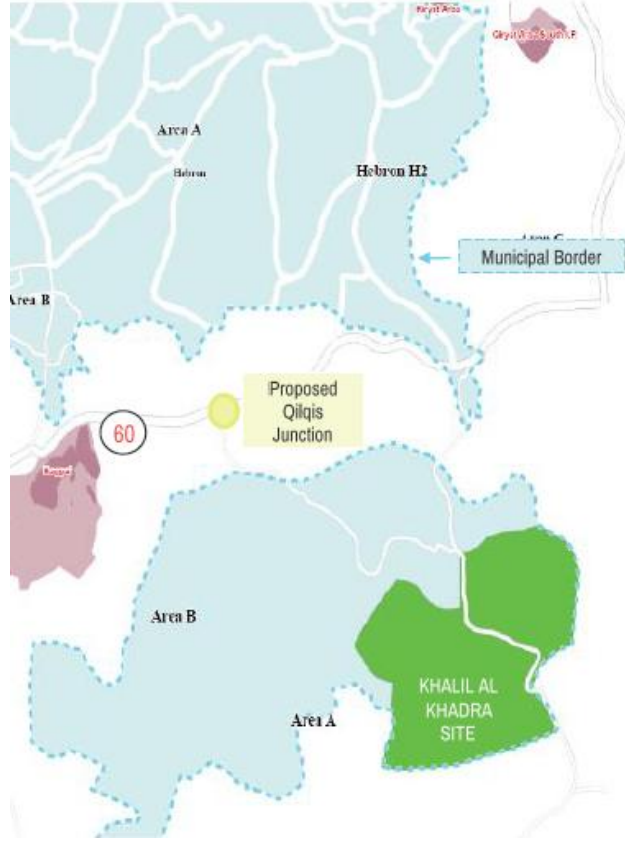 Area A
Hebron
Hebron H2
Municipal Border
Area B
Proposed
Qilqis
Junction
60
Area B
KHALIL AL
KHADRA
SITE
Area A